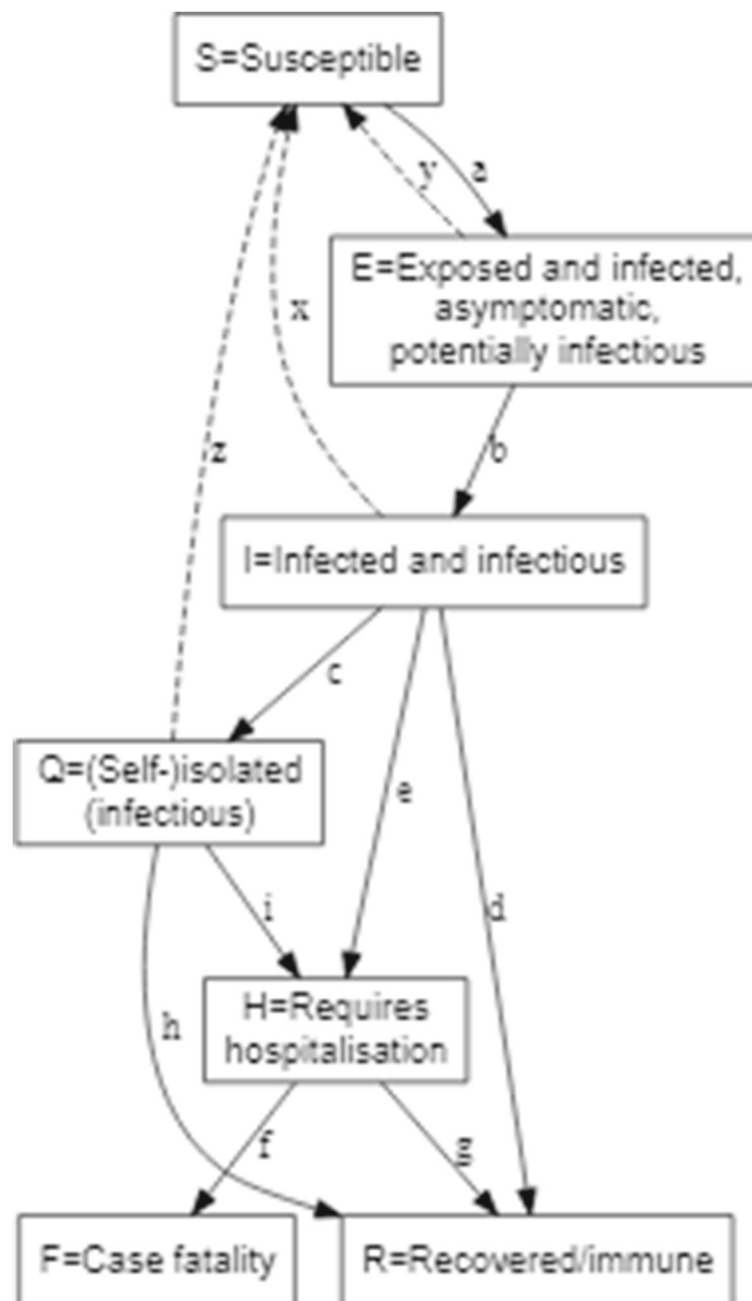 S=Susceptible
y
a
E=Exposed and infected,
asymptomatic,
potentially infectious
x
z
b
I=Infected and infectious
c
Q=(Self-)isolated
(infectious)
e
i
d
H=Requires
hospitalisation
h
f
g
F=Case fatality
R=Recovered/immune